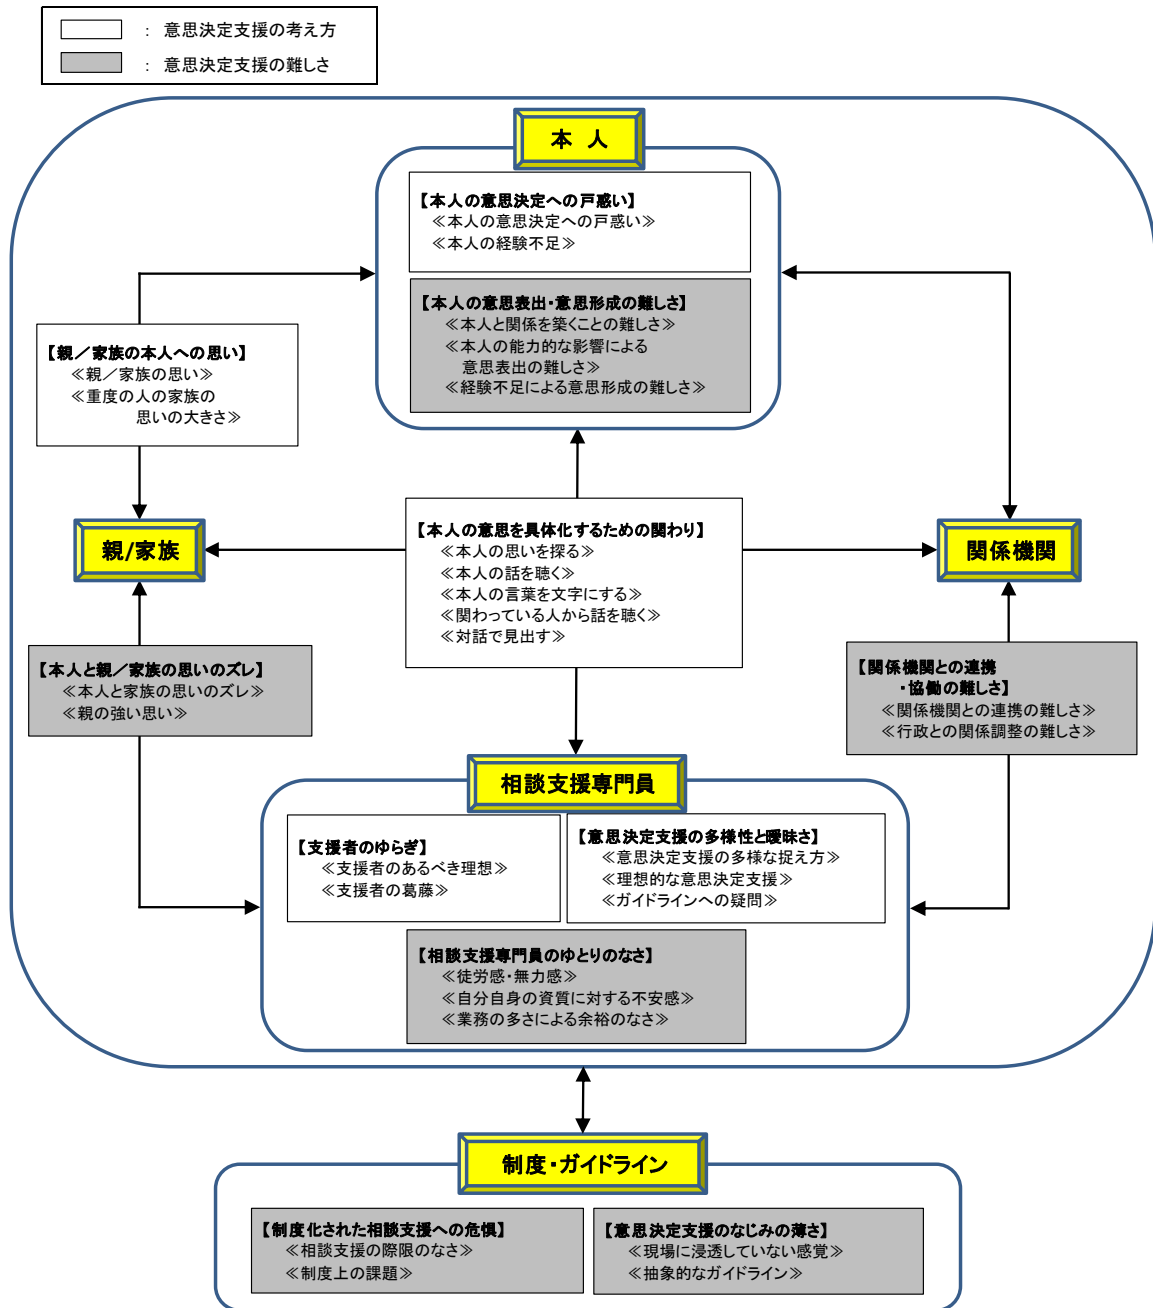 ： 意思決定支援の考え方
： 意思決定支援の難しさ
本 人
【本人の意思決定への戸惑い】
≪本人の意思決定への戸惑い≫
≪本人の経験不足≫
【本人の意思表出・意思形成の難しさ】
≪本人と関係を築くことの難しさ≫
≪本人の能力的な影響による
意思表出の難しさ≫
≪経験不足による意思形成の難しさ≫
【親／家族の本人への思い】
≪親／家族の思い≫
≪重度の人の家族の
思いの大きさ≫
親/家族
【本人の意思を具体化するための関わり】
≪本人の思いを探る≫
≪本人の話を聴く≫
≪本人の言葉を文字にする≫
≪関わっている人から話を聴く≫
≪対話で見出す≫
関係機関
【本人と親／家族の思いのズレ】
≪本人と家族の思いのズレ≫
≪親の強い思い≫
【関係機関との連携
・協働の難しさ】
≪関係機関との連携の難しさ≫
≪行政との関係調整の難しさ≫
相談支援専門員
【支援者のゆらぎ】
≪支援者のあるべき理想≫
≪支援者の葛藤≫
【意思決定支援の多様性と曖昧さ】
≪意思決定支援の多様な捉え方≫
≪理想的な意思決定支援≫
≪ガイドラインへの疑問≫
【相談支援専門員のゆとりのなさ】
≪徒労感・無力感≫
≪自分自身の資質に対する不安感≫
≪業務の多さによる余裕のなさ≫
制度・ガイドライン
【制度化された相談支援への危惧】
≪相談支援の際限のなさ≫
≪制度上の課題≫
【意思決定支援のなじみの薄さ】
≪現場に浸透していない感覚≫
≪抽象的なガイドライン≫